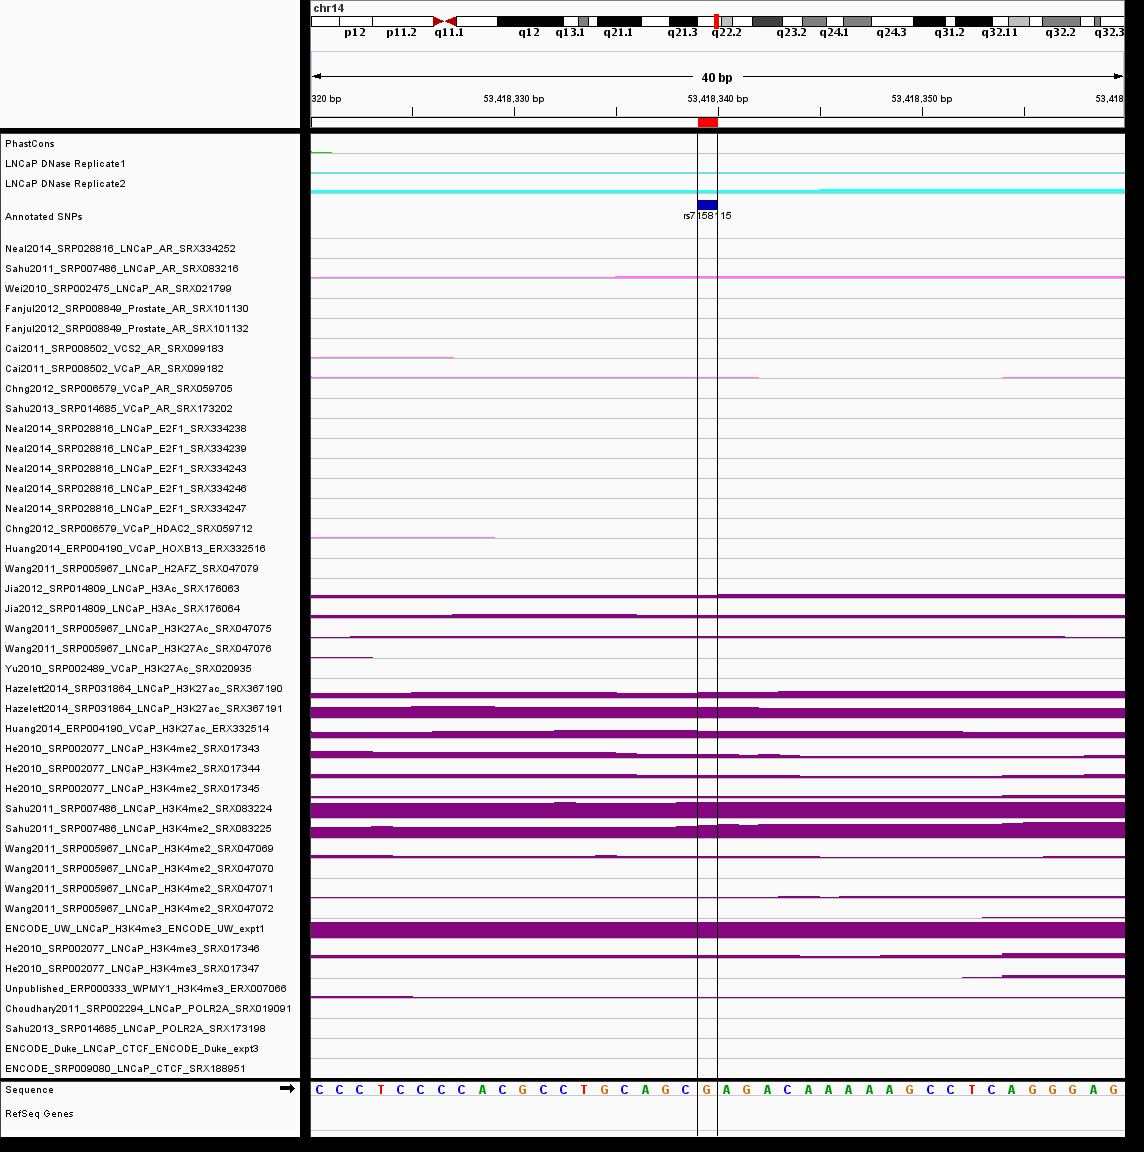 chr14
p12 p11.2 q11.1 q12 q13.1 q21.1 q21.3 q22.2 q23.2 q24.1 q24.3 q31.2 q32.11 q32.2 q32.3
40 bp
320 bp 53,418,330 bp 53,418,340 bp 53,418,350 bp 53,418
PhastCons
LNCaP DNase Replicate1
LNCaP DNase Replicate2
Annotated SNPs
rs7158115
Neal2014_SRP028816_LNCaP_AR_SRX334252
Sahu2011_SRP007486_LNCaP_AR_SRX083216
Wei2010_SRP002475_LNCaP_AR_SRX021799
Fanjul2012_SRP008849_Prostate_AR_SRX101130
Fanjul2012_SRP008849_Prostate_AR_SRX101132
Cai2011_SRP008502_VCS2_AR_SRX099183
Cai2011_SRP008502_VCaP_AR_SRX099182
Chng2012_SRP006579_VCaP_AR_SRX059705
Sahu2013_SRP014685_VCaP_AR_SRX173202
Neal2014_SRP028816_LNCaP_E2F1_SRX334238
Neal2014_SRP028816_LNCaP_E2F1_SRX334239
Neal2014_SRP028816_LNCaP_E2F1_SRX334243
Neal2014_SRP028816_LNCaP_E2F1_SRX334246
Neal2014_SRP028816_LNCaP_E2F1_SRX334247
Chng2012_SRP006579_VCaP_HDAC2_SRX059712
Huang2014_ERP004190_VCaP_HOXB13_ERX332516
Wang2011_SRP005967_LNCaP_H2AFZ_SRX047079
Jia2012_SRP014809_LNCaP_H3Ac_SRX176063
Jia2012_SRP014809_LNCaP_H3Ac_SRX176064
Wang2011_SRP005967_LNCaP_H3K27Ac_SRX047075
Wang2011_SRP005967_LNCaP_H3K27Ac_SRX047076
Yu2010_SRP002489_VCaP_H3K27Ac_SRX020935
Hazelett2014_SRP031864_LNCaP_H3K27ac_SRX367190
Hazelett2014_SRP031864_LNCaP_H3K27ac_SRX367191
Huang2014_ERP004190_VCaP_H3K27ac_ERX332514
He2010_SRP002077_LNCaP_H3K4me2_SRX017343
He2010_SRP002077_LNCaP_H3K4me2_SRX017344
He2010_SRP002077_LNCaP_H3K4me2_SRX017345
Sahu2011_SRP007486_LNCaP_H3K4me2_SRX083224
Sahu2011_SRP007486_LNCaP_H3K4me2_SRX083225
Wang2011_SRP005967_LNCaP_H3K4me2_SRX047069
Wang2011_SRP005967_LNCaP_H3K4me2_SRX047070
Wang2011_SRP005967_LNCaP_H3K4me2_SRX047071
Wang2011_SRP005967_LNCaP_H3K4me2_SRX047072
ENCODE_UW_LNCaP_H3K4me3_ENCODE_UW_expt1
He2010_SRP002077_LNCaP_H3K4me3_SRX017346
He2010_SRP002077_LNCaP_H3K4me3_SRX017347
Unpublished_ERP000333_WPMY1_H3K4me3_ERX007066
Choudhary2011_SRP002294_LNCaP_POLR2A_SRX019091
Sahu2013_SRP014685_LNCaP_POLR2A_SRX173198
ENCODE_Duke_LNCaP_CTCF_ENCODE_Duke_expt3
ENCODE_SRP009080_LNCaP_CTCF_SRX188951
Sequence C C C T C C C C A C G C C T G C A G C G A G A C A A A A A G C C T C A G G G A G
RefSeq Genes